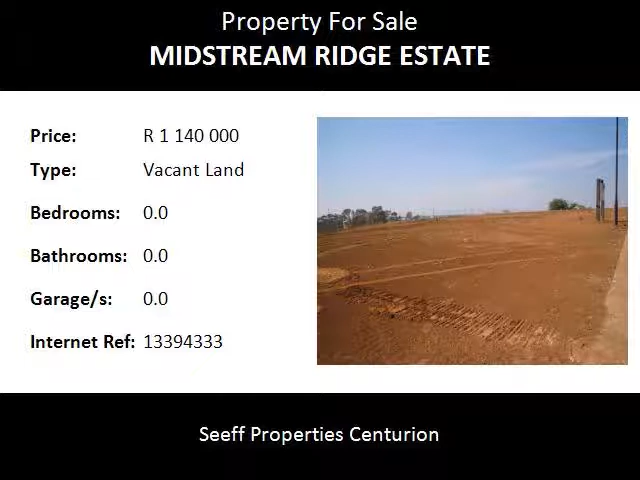 Property For Sale
MIDSTREAM RIDGE ESTATE
Price: R 1 140 000
Type: Vacant Land
Bedrooms: 0.0
Bathrooms: 0.0
Garage/s: 0.0
Internet Ref: 13394333
Seeff Properties Centurion